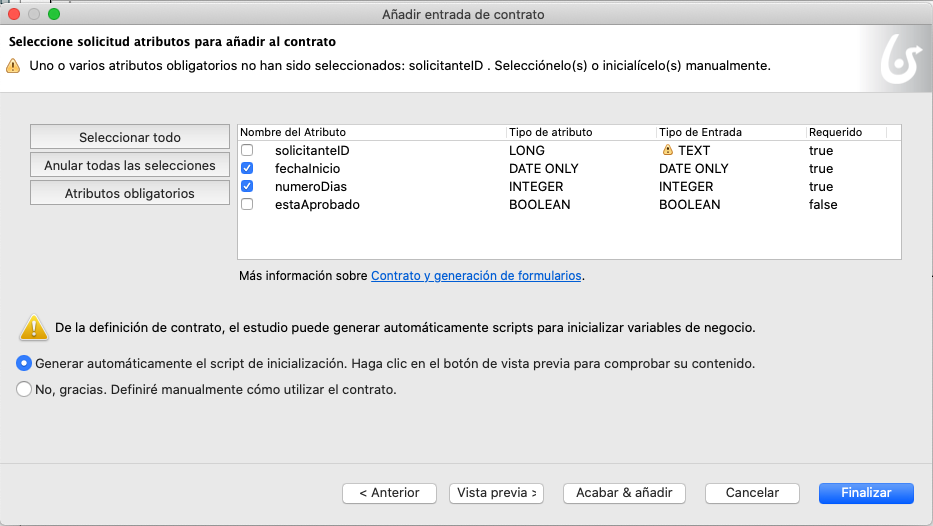 Añadir entrada de contrato
Seleccione solicitud atributos para añadir al contrato
Uno o varios atributos obligatorios no han sido seleccionados: solicitanteID . Selecciónelo(s) o inicialícelo(s) manualmente.
Seleccionar todo
Anular todas las selecciones
Atributos obligatorios
Nombre del Atributo Tipo de atributo Tipo de Entrada Requerido
solicitanteID LONG TEXT true
fechaInicio DATE ONLY DATE ONLY true
numeroDias INTEGER INTEGER true
estaAprobado BOOLEAN BOOLEAN false
Más información sobre Contrato y generación de formularios.
De la definición de contrato, el estudio puede generar automáticamente scripts para inicializar variables de negocio.
Generar automáticamente el script de inicialización. Haga clic en el botón de vista previa para comprobar su contenido.
No, gracias. Definiré manualmente cómo utilizar el contrato.
< Anterior Vista previa > Acabar & añadir Cancelar Finalizar